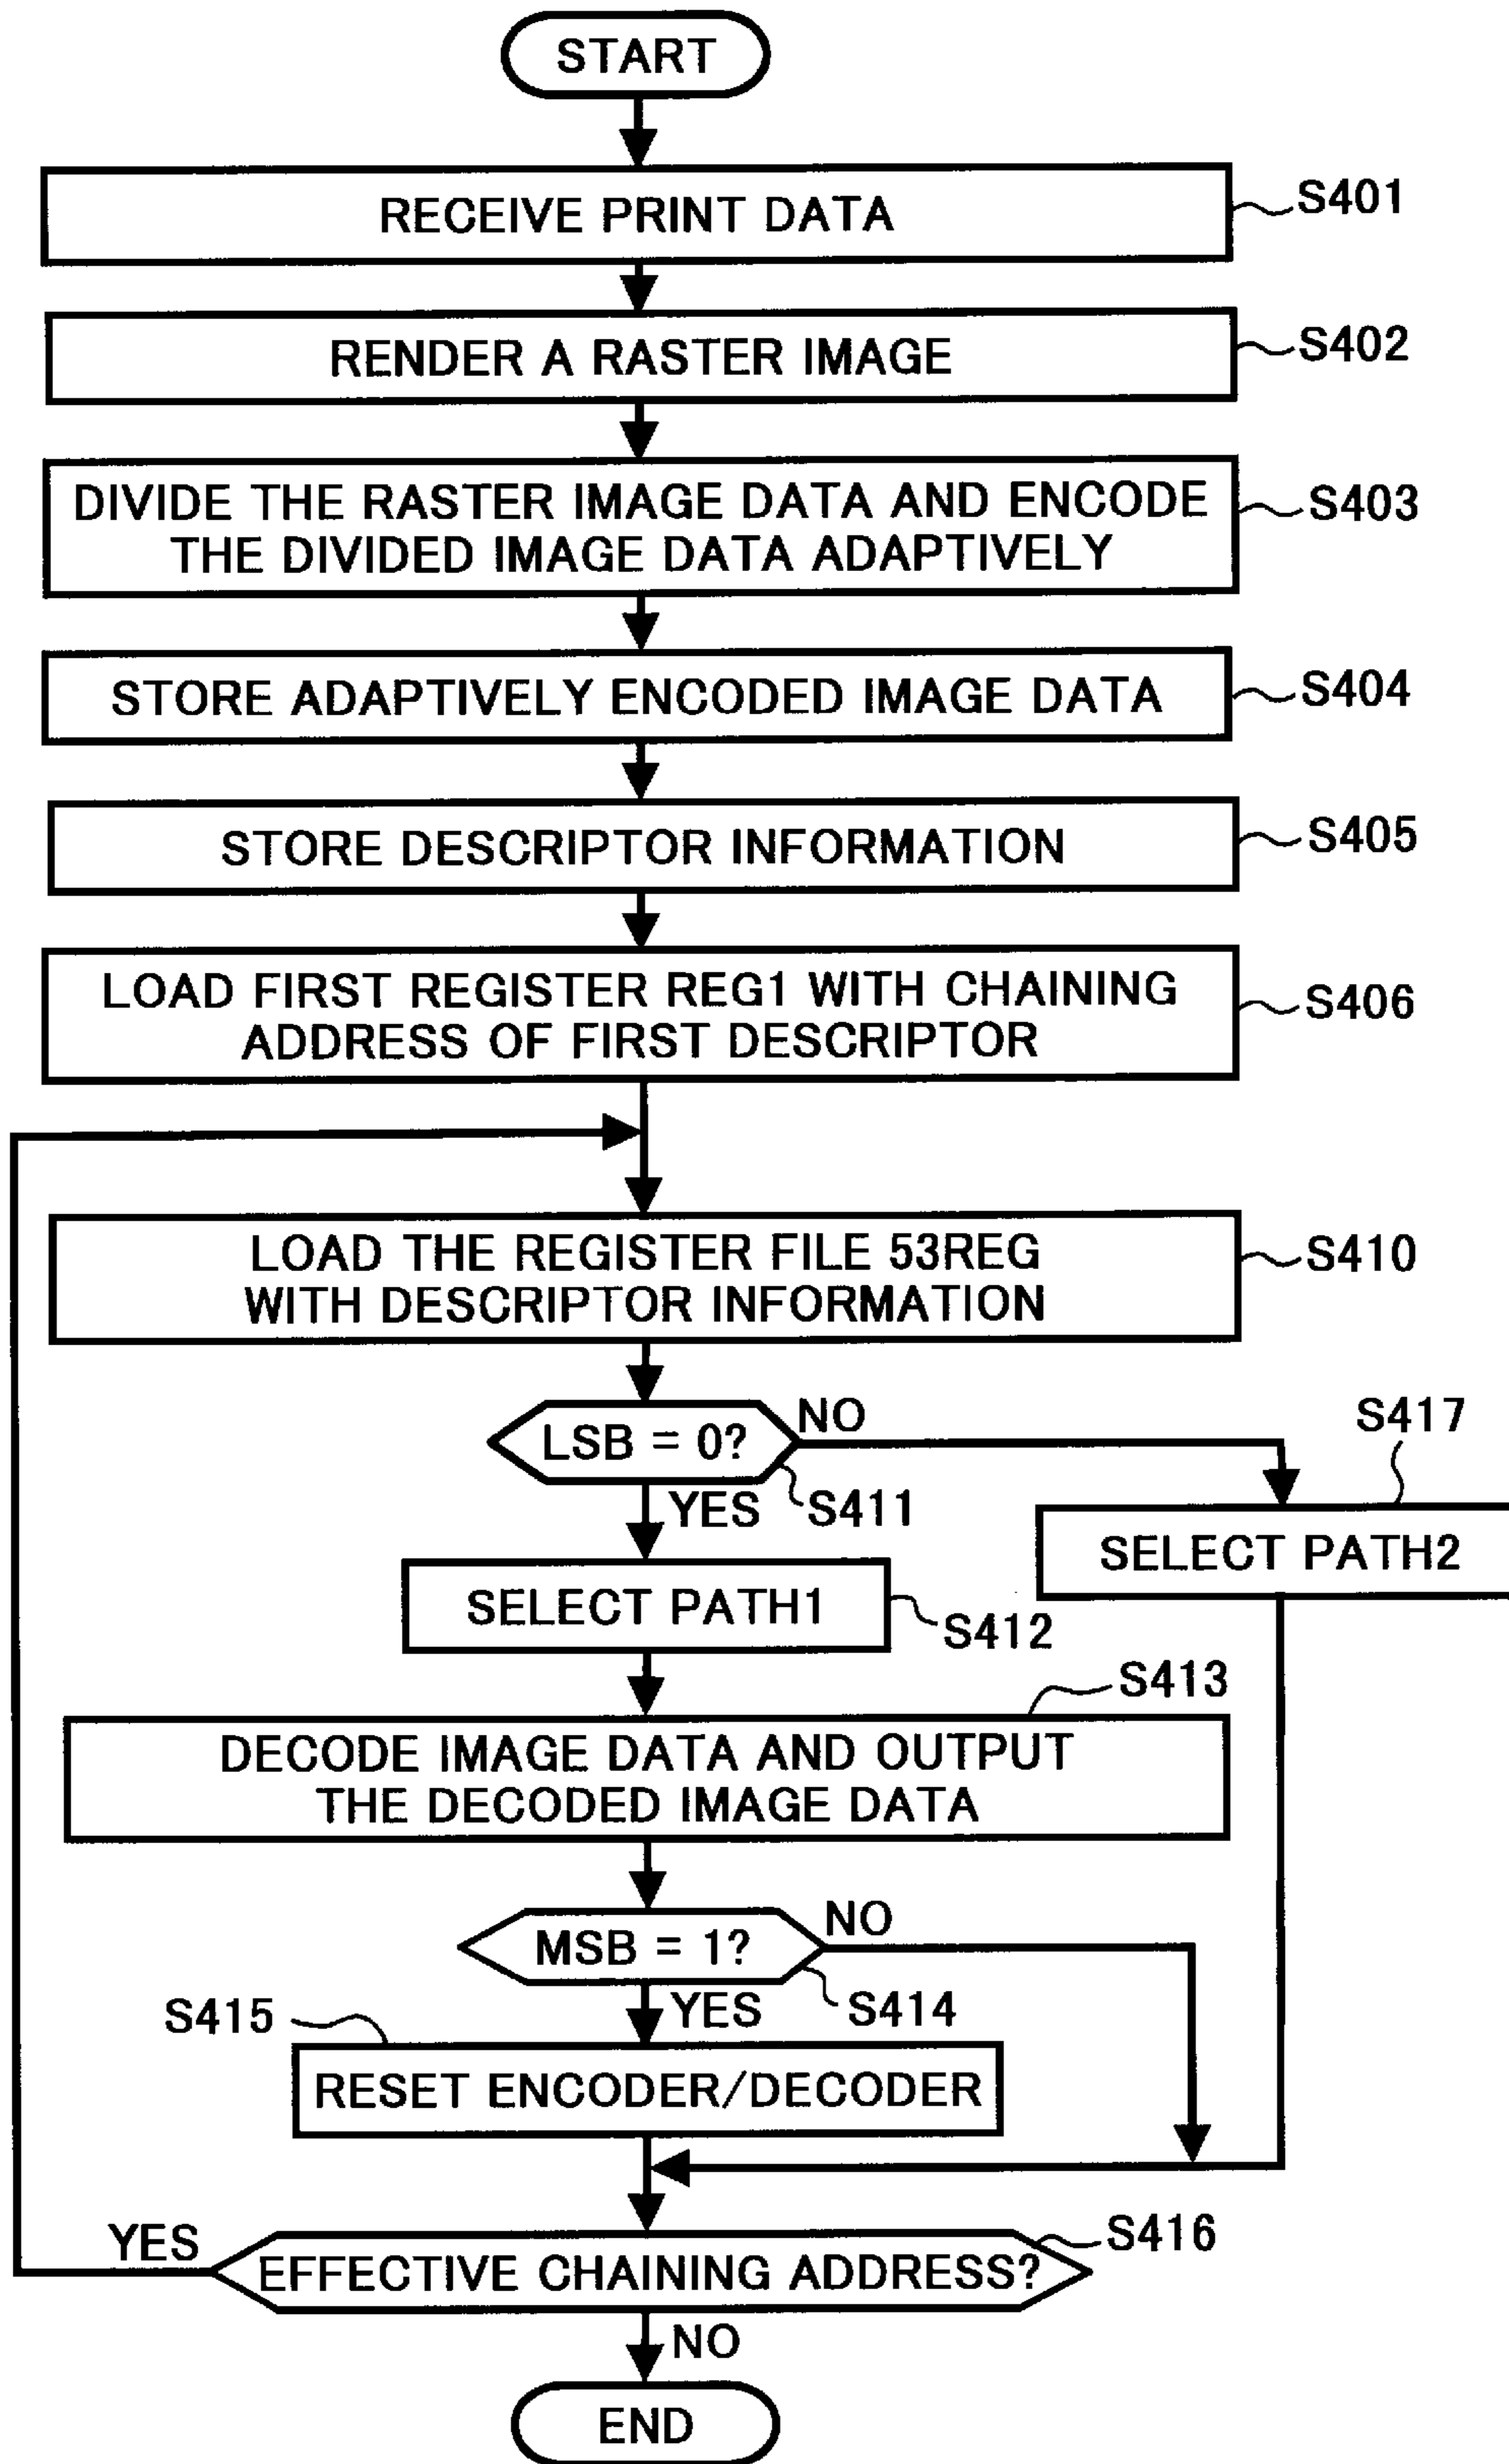 START
RECEIVE PRINT DATA
S401
RENDER A RASTER IMAGE
S402
DIVIDE THE RASTER IMAGE DATA AND ENCODE
THE DIVIDED IMAGE DATA ADAPTIVELY
S403
STORE ADAPTIVELY ENCODED IMAGE DATA
S404
STORE DESCRIPTOR INFORMATION
S405
LOAD FIRST REGISTER REG1 WITH CHAINING
ADDRESS OF FIRST DESCRIPTOR
S406
LOAD THE REGISTER FILE 53REG
WITH DESCRIPTOR INFORMATION
S410
LSB = 0?
NO
YES
S411
S417
SELECT PATH2
SELECT PATH1
S412
S413
DECODE IMAGE DATA AND OUTPUT
THE DECODED IMAGE DATA
MSB = 1?
NO
YES
S414
S415
RESET ENCODER/DECODER
YES
EFFECTIVE CHAINING ADDRESS?
S416
NO
END